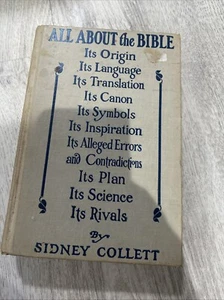 ALL ABOUT the BIBLE
Its Origin
Its Language
Its Translation
Its Canon
Its Symbols
Its Inspiration
Its Alleged Errors
and Contradictions
Its Plan
Its Science
Its Rivals
By
SIDNEY COLLETT